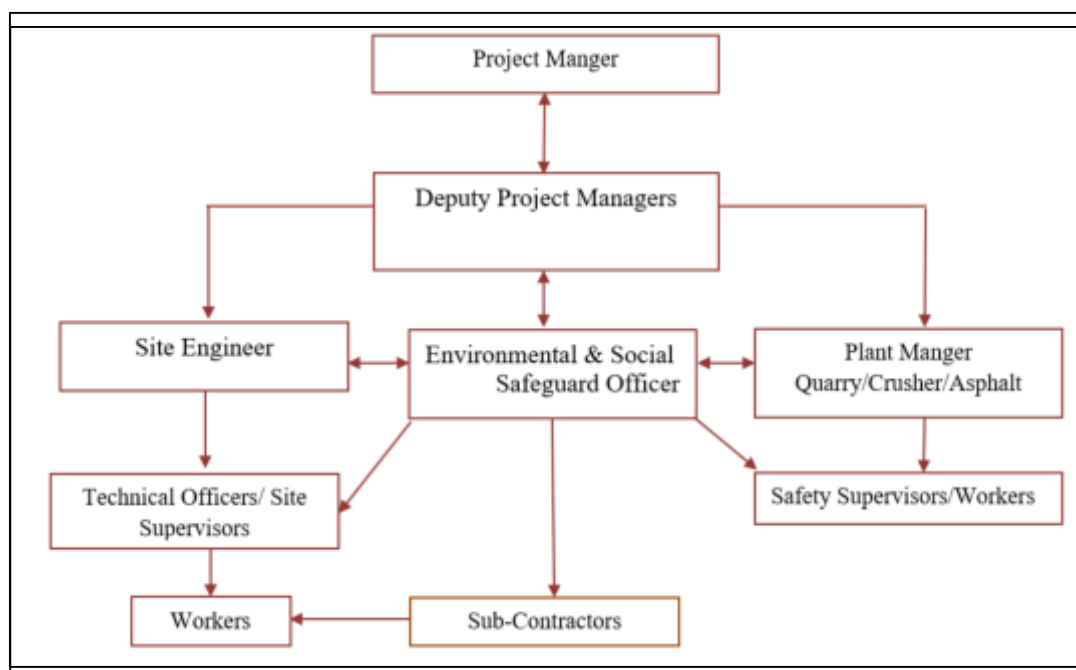 Project Manger
Deputy Project Managers
Site Engineer
Environmental & Social
Safeguard Officer
Plant Manger
Quarry/Crusher/Asphalt
Technical Officers/ Site
Supervisors
Safety Supervisors/Workers
Workers
Sub-Contractors